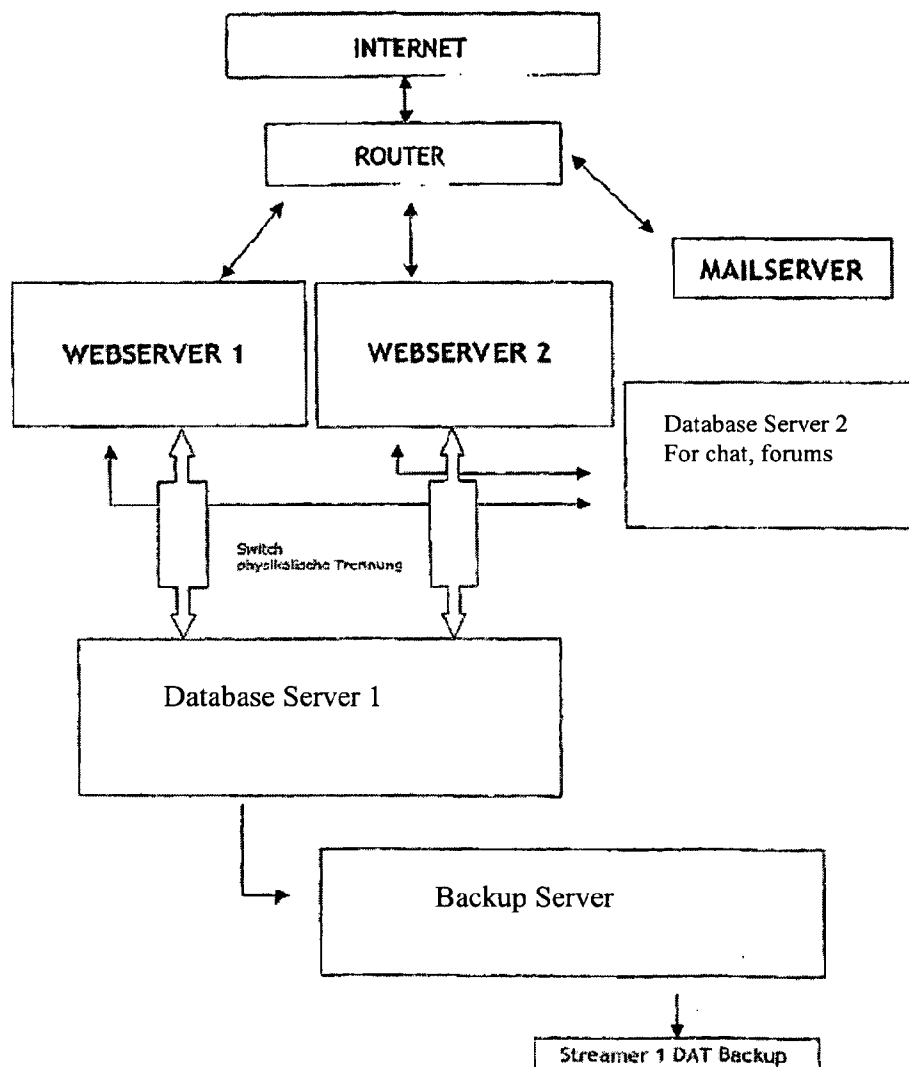 INTERNET
ROUTER
MAILSERVER
WEBSERVER 1
WEBSERVER 2
Database Server 2
For chat, forums
Switch
physikalische Trennung
Database Server 1
Backup Server
Streamer 1 DAT Backup